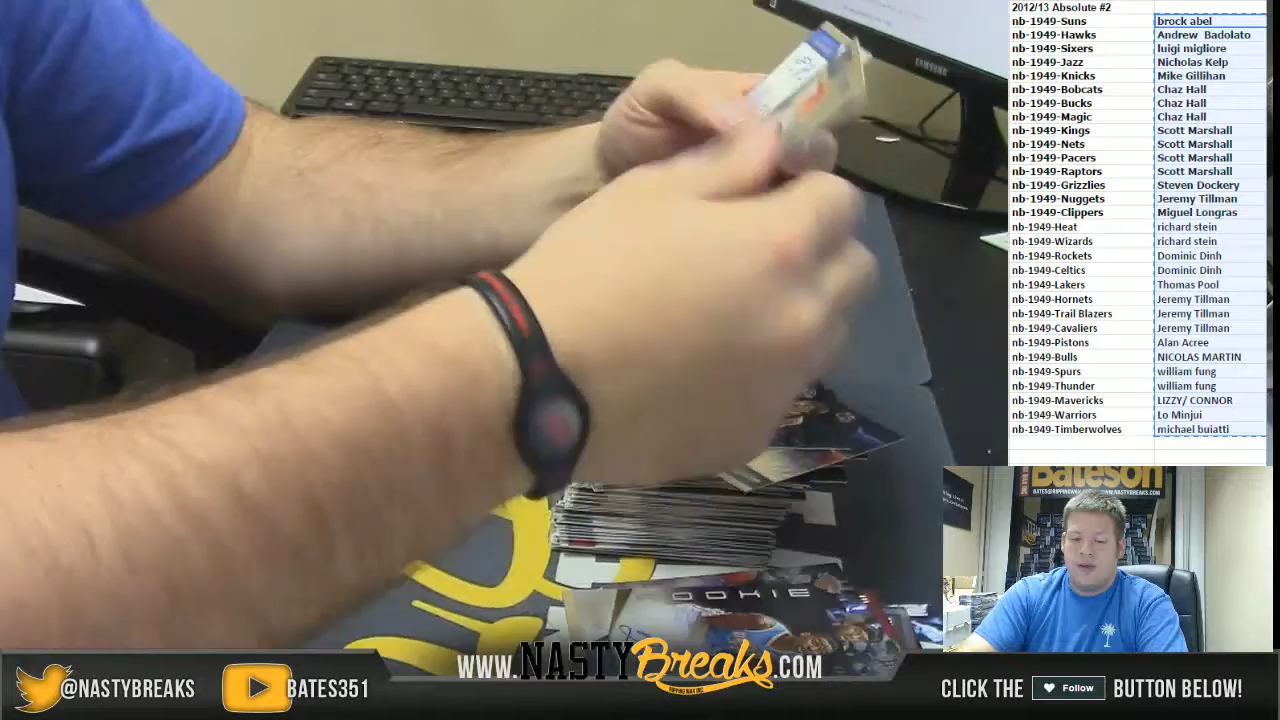 2012/13 Absolute #2
nb-1949-Suns brock abel
nb-1949-Hawks Andrew Badolato
nb-1949-Sixers luigi migliore
nb-1949-Jazz Nicholas Kelp
nb-1949-Knicks Mike Gillihan
nb-1949-Bobcats Chaz Hall
nb-1949-Bucks Chaz Hall
nb-1949-Magic Chaz Hall
nb-1949-Kings Scott Marshall
nb-1949-Nets Scott Marshall
nb-1949-Pacers Scott Marshall
nb-1949-Raptors Scott Marshall
nb-1949-Grizzlies Steven Dockery
nb-1949-Nuggets Jeremy Tillman
nb-1949-Clippers Miguel Longras
nb-1949-Heat richard stein
nb-1949-Wizards richard stein
nb-1949-Rockets Dominic Dinh
nb-1949-Celtics Dominic Dinh
nb-1949-Lakers Thomas Pool
nb-1949-Hornets Jeremy Tillman
nb-1949-Trail Blazers Jeremy Tillman
nb-1949-Cavaliers Jeremy Tillman
nb-1949-Pistons Alan Acree
nb-1949-Bulls NICOLAS MARTIN
nb-1949-Spurs william fung
nb-1949-Thunder william fung
nb-1949-Mavericks LIZZY/ CONNOR
nb-1949-Warriors Lo Minjui
nb-1949-Timberwolves michael buiatti
SAMSUNG
Bateson
OOKIE
@NASTYBREAKS
BATES351
WWW.NASTYBreaks.COM
RIPPING WAX INC
CLICK THE Follow BUTTON BELOW!